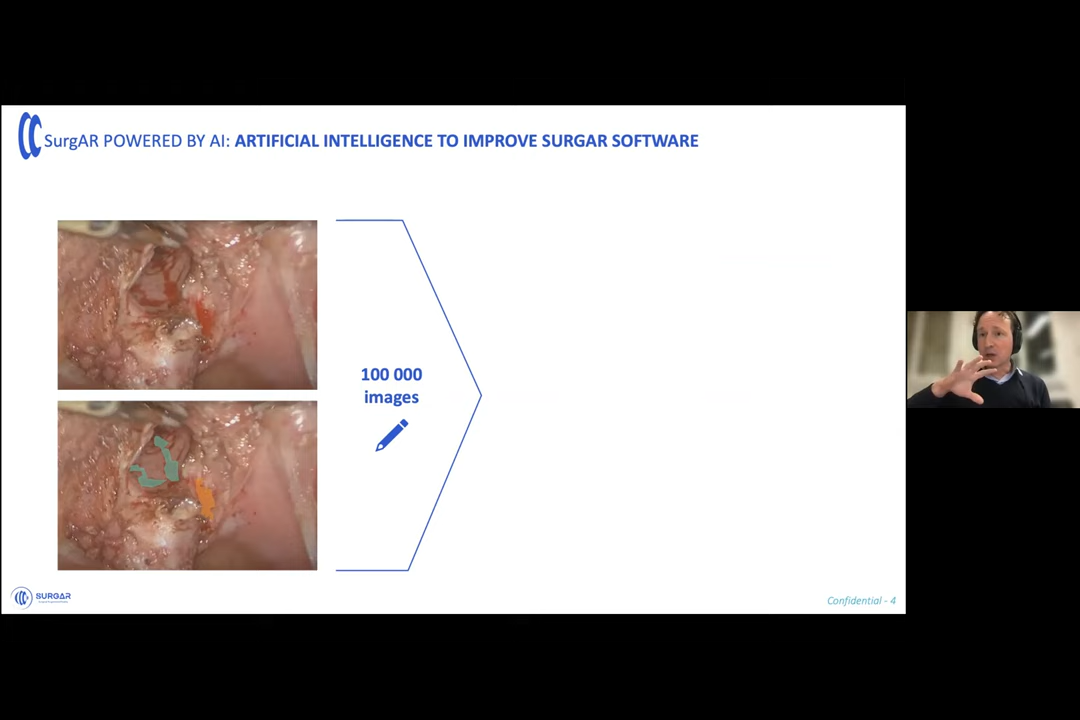 SurgAR POWERED BY AI: ARTIFICIAL INTELLIGENCE TO IMPROVE SURGAR SOFTWARE
100 000
images
SURGAR
Confidential - 4